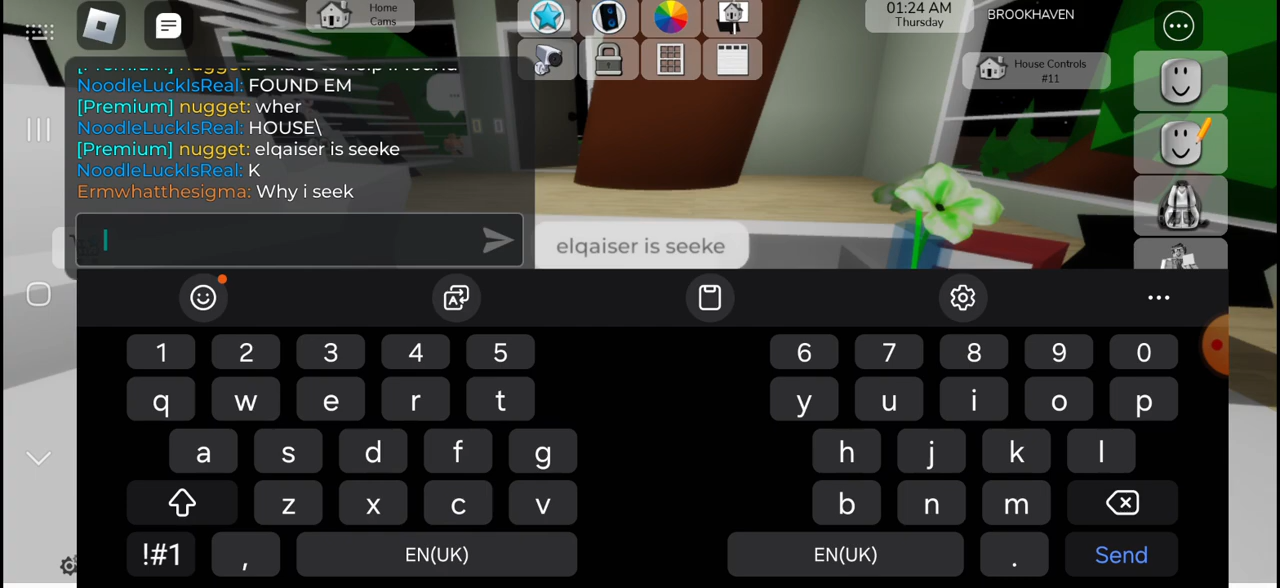 Home
Cams
01:24 AM
Thursday
BROOKHAVEN
House Controls
#11
NoodleLuckIsReal: FOUND EM
[Premium] nugget: wher
NoodleLuckIsReal: HOUSE\
[Premium] nugget: elqaiser is seeke
NoodleLuckIsReal: K
Ermwhatthesigma: Why i seek
elqaiser is seeke
1 2 3 4 5 6 7 8 9 0
q w e r t y u i o p
a s d f g h j k l
z x c v b n m
!#1 , EN(UK) EN(UK) . Send